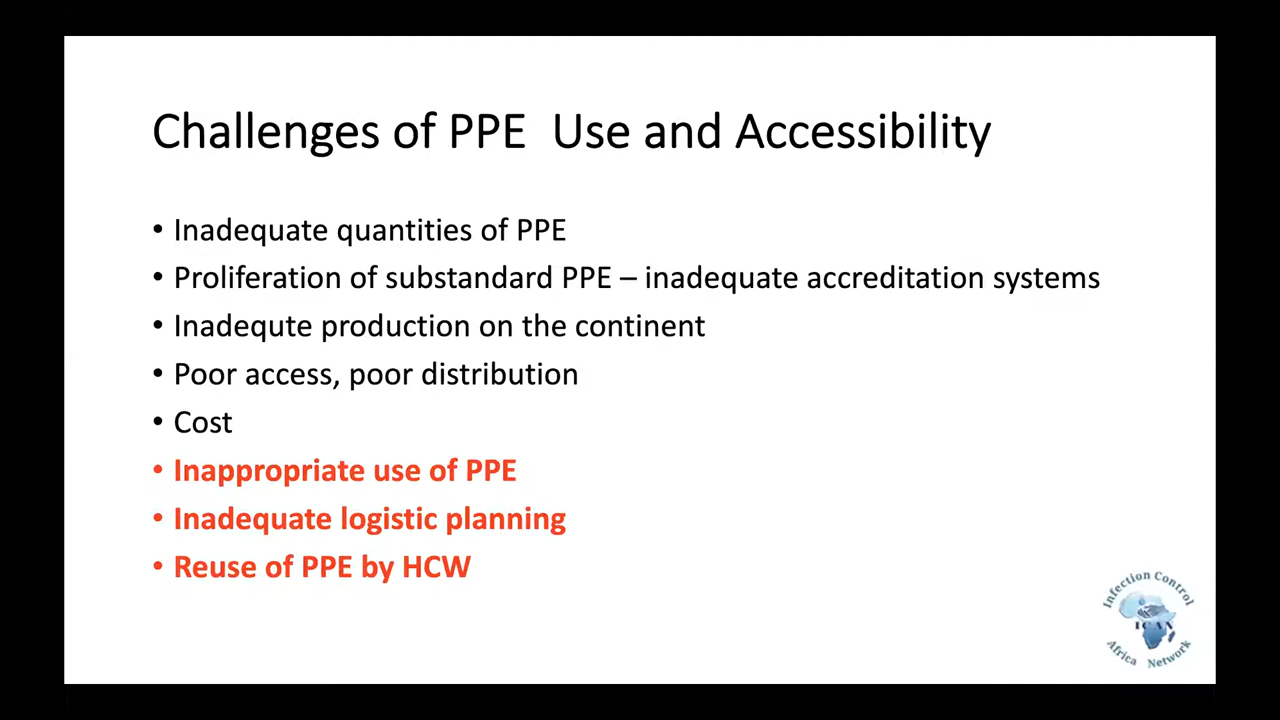 Challenges of PPE  Use and Accessibility
• Inadequate quantities of PPE
• Proliferation of substandard PPE – inadequate accreditation systems
• Inadequte production on the continent
• Poor access, poor distribution
• Cost
• Inappropriate use of PPE
• Inadequate logistic planning
• Reuse of PPE by HCW
Infection Control
ICAN
Africa Network